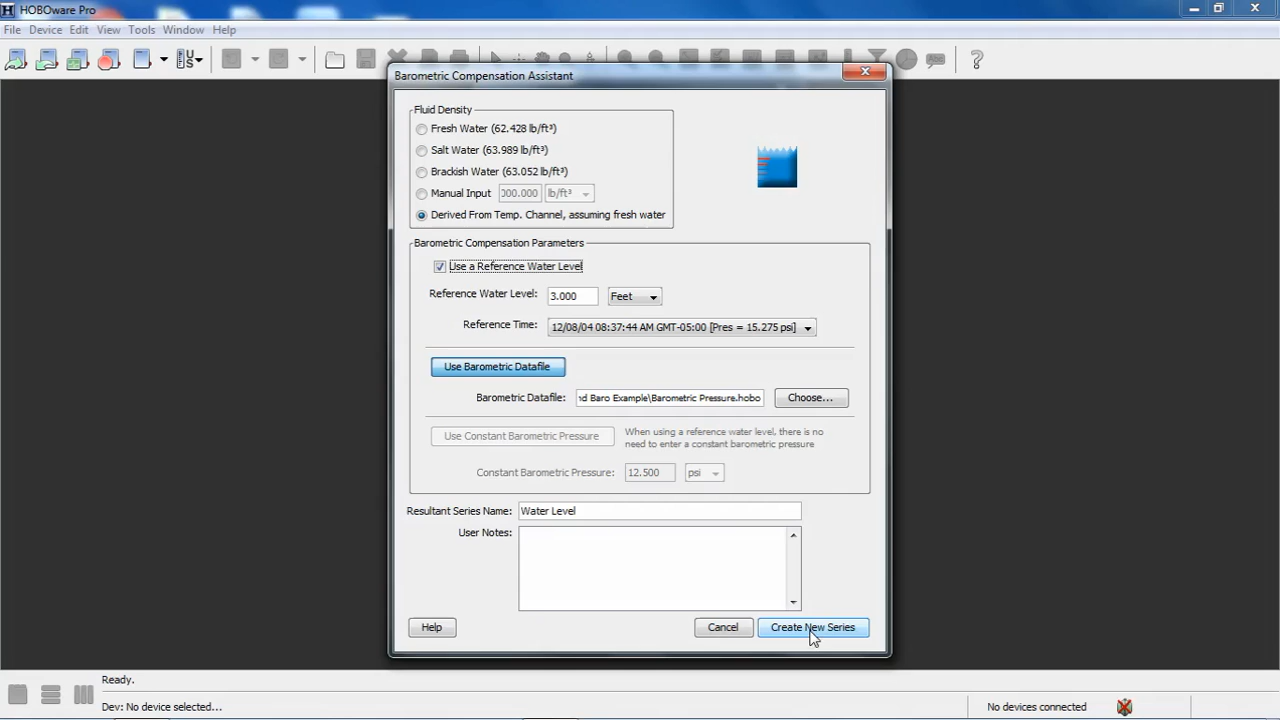 HOBOware Pro
File Device Edit View Tools Window Help
Barometric Compensation Assistant
Fluid Density
Fresh Water (62.428 lb/ft³)
Salt Water (63.989 lb/ft³)
Brackish Water (63.052 lb/ft³)
Manual Input 000.000 lb/ft³
Derived From Temp. Channel, assuming fresh water
Barometric Compensation Parameters
Use a Reference Water Level
Reference Water Level: 3.000 Feet
Reference Time: 12/08/04 08:37:44 AM GMT-05:00 [Pres = 15.275 psi]
Use Barometric Datafile
Barometric Datafile: nd Baro Example\Barometric Pressure.hobo Choose...
Use Constant Barometric Pressure When using a reference water level, there is no
need to enter a constant barometric pressure
Constant Barometric Pressure: 12.500 psi
Resultant Series Name: Water Level
User Notes:
Help Cancel Create New Series
Ready.
Dev: No device selected... No devices connected